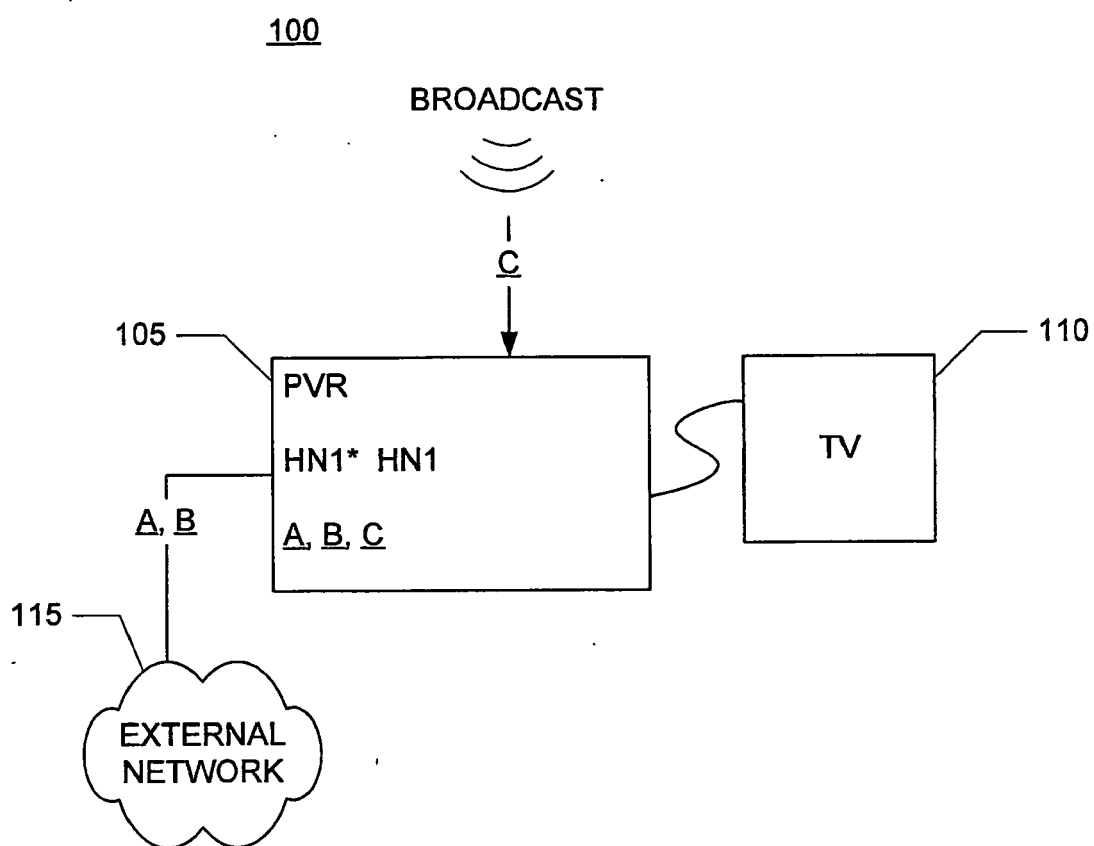 100
BROADCAST
C
105
110
PVR
HN1* HN1
TV
A, B
A, B, C
115
EXTERNAL
NETWORK